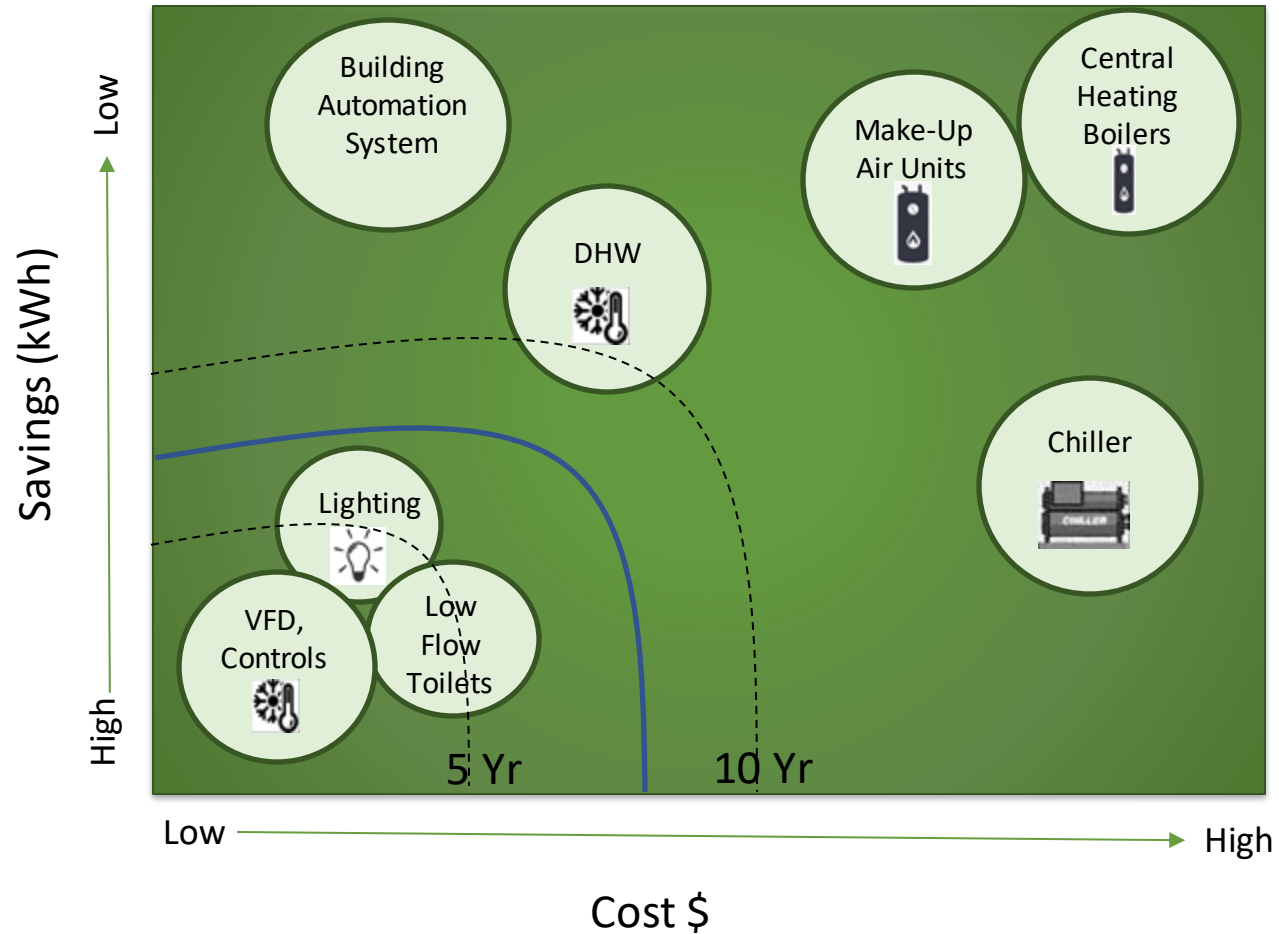 Building
Automation
System
Central
Heating
Boilers
Make-Up
Air Units
DHW
Chiller
CHILLER
Lighting
Low
Flow
Toilets
VFD,
Controls
5 Yr
10 Yr
Low
High
Savings (kWh)
Low
High
Cost $